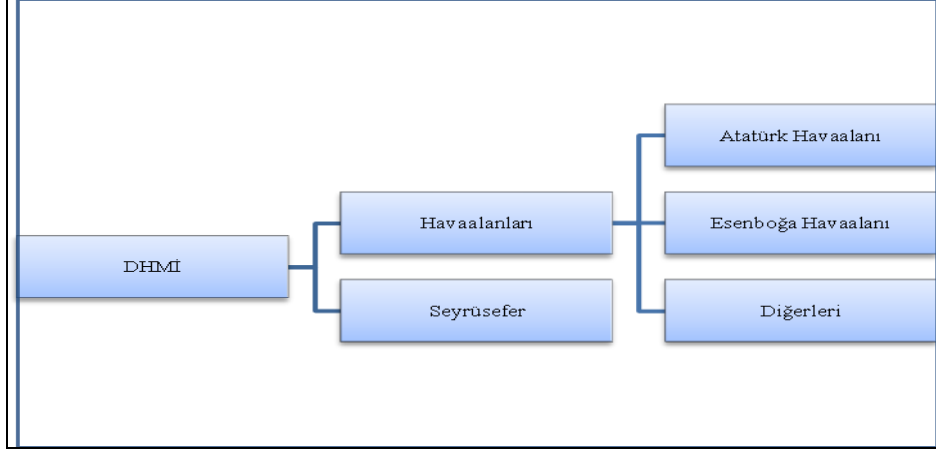 DHMİ
Havaalanları
Seyrüsefer
Atatürk Havaalanı
Esenboğa Havaalanı
Diğerleri